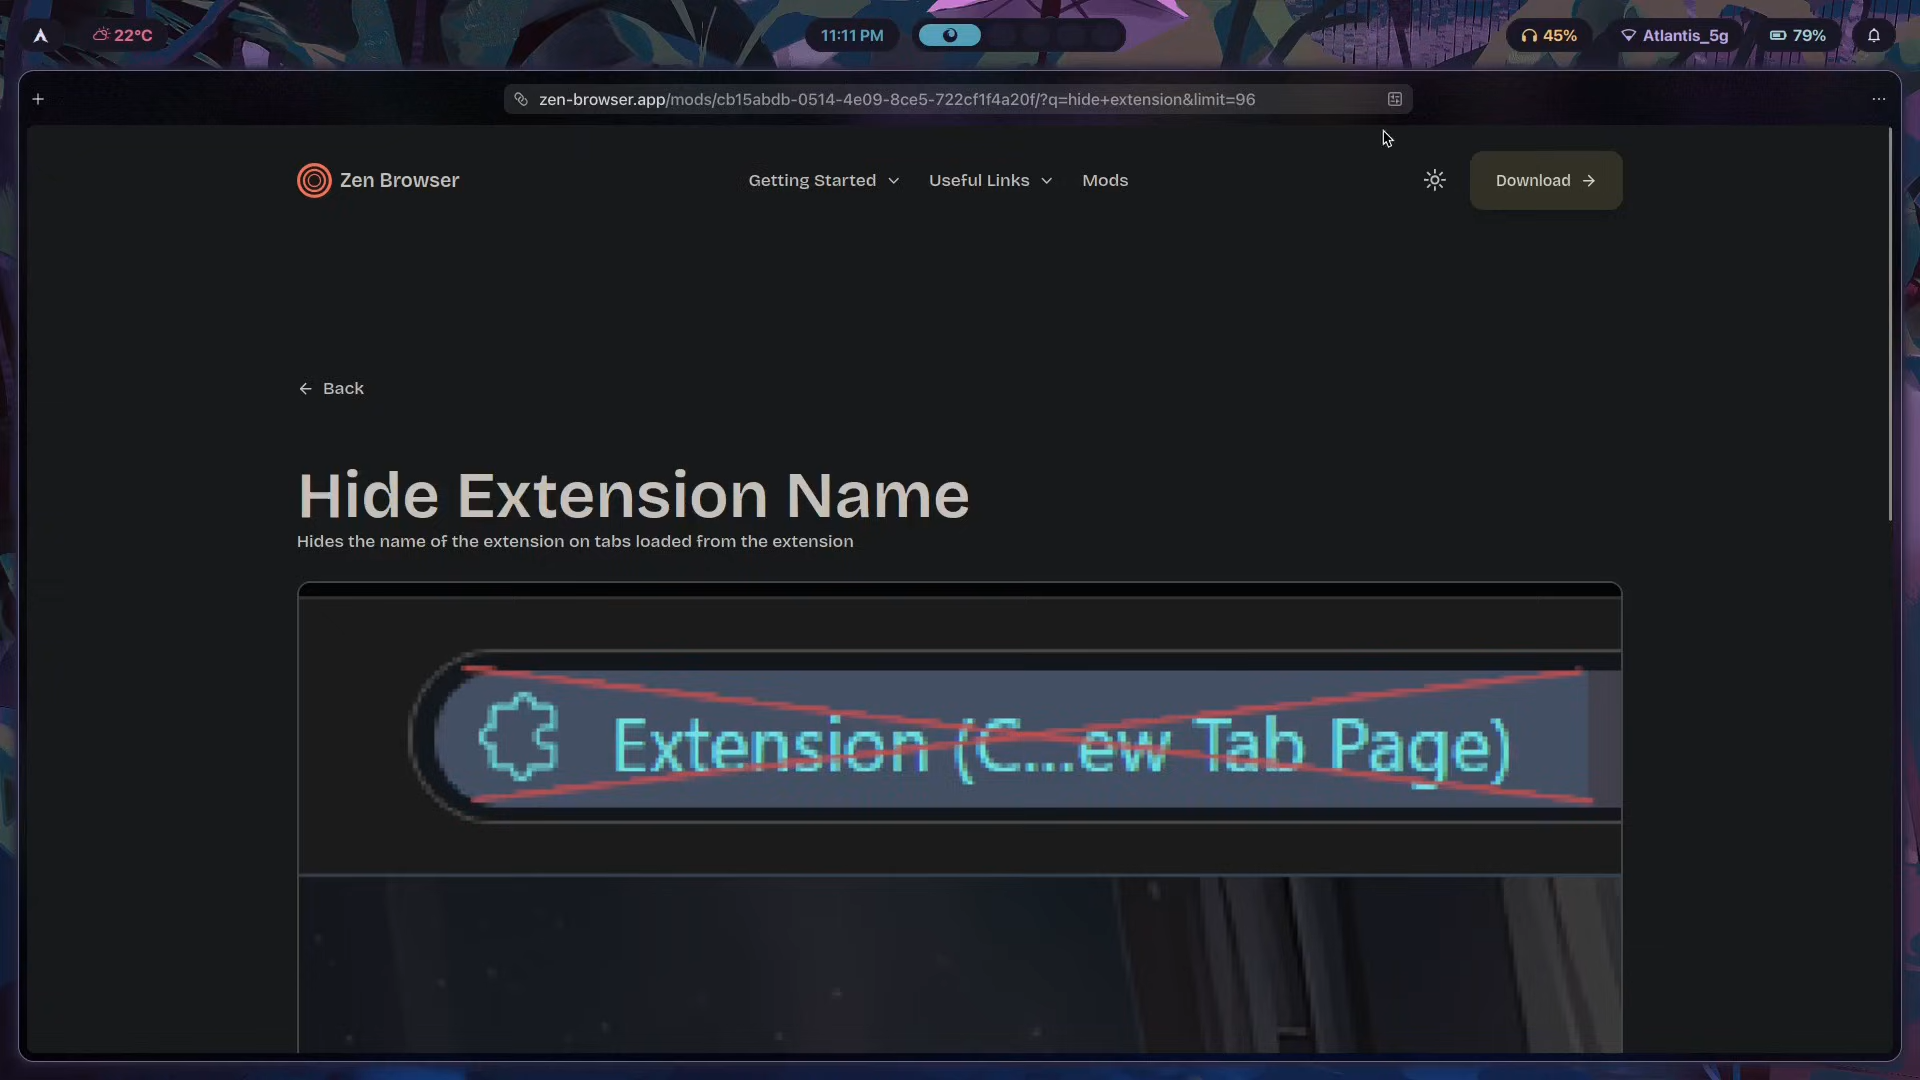 22°C
11:11 PM
45%
Atlantis_5g
79%
zen-browser.app/mods/cb15abdb-0514-4e09-8ce5-722cf1f4a20f/?q=hide+extension&limit=96
Zen Browser
Getting Started
Useful Links
Mods
Download
Back
Hide Extension Name
Hides the name of the extension on tabs loaded from the extension
Extension (C...ew Tab Page)